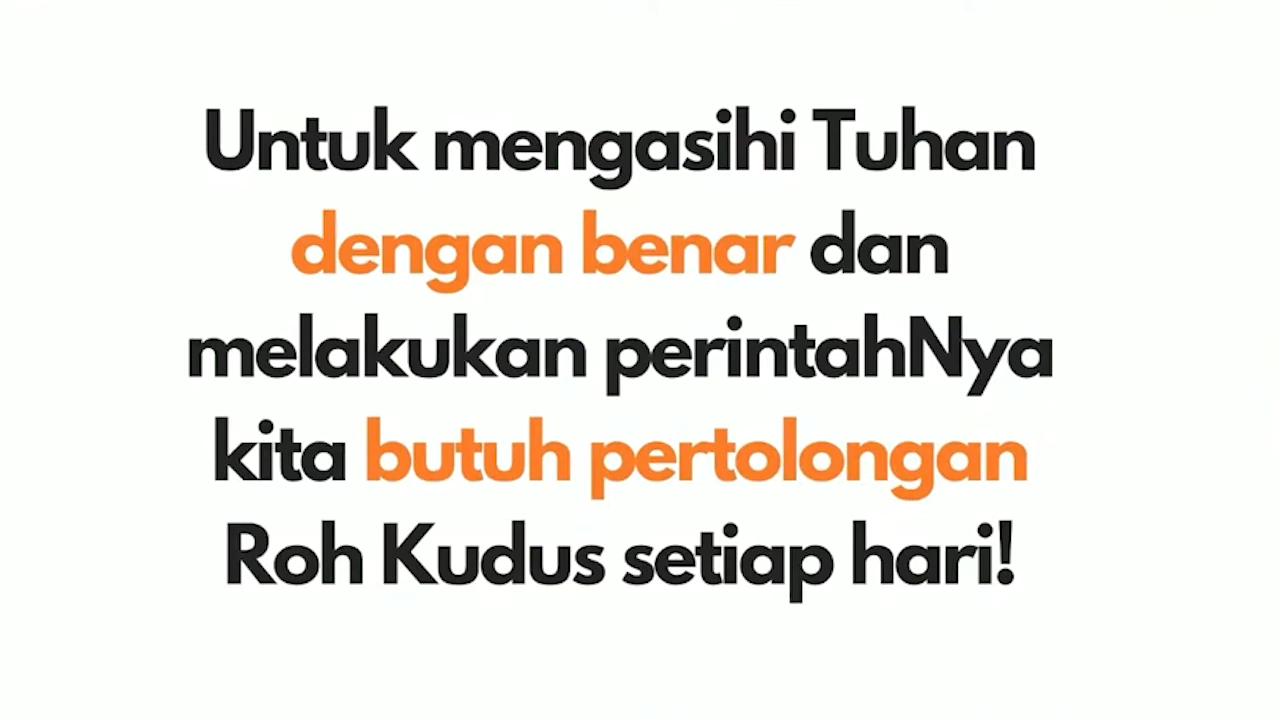 Untuk mengasihi Tuhan
dengan benar dan
melakukan perintahNya
kita butuh pertolongan
Roh Kudus setiap hari!